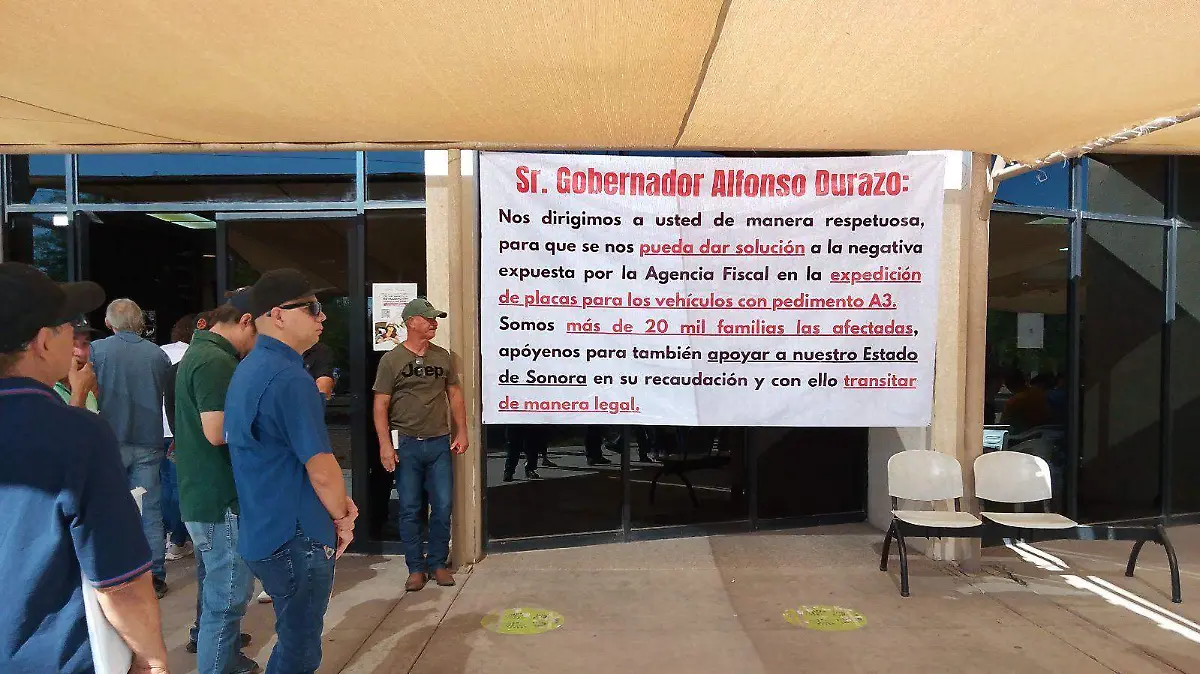 Sr. Gobernador Alfonso Durazo:
Nos dirigimos a usted de manera respetuosa,
para que se nos pueda dar solución a la negativa
expuesta por la Agencia Fiscal en la expedición
de placas para los vehículos con pedimento A3.
Somos más de 20 mil familias las afectadas,
apóyenos para también apoyar a nuestro Estado
de Sonora en su recaudación y con ello transitar
de manera legal.
Jeep